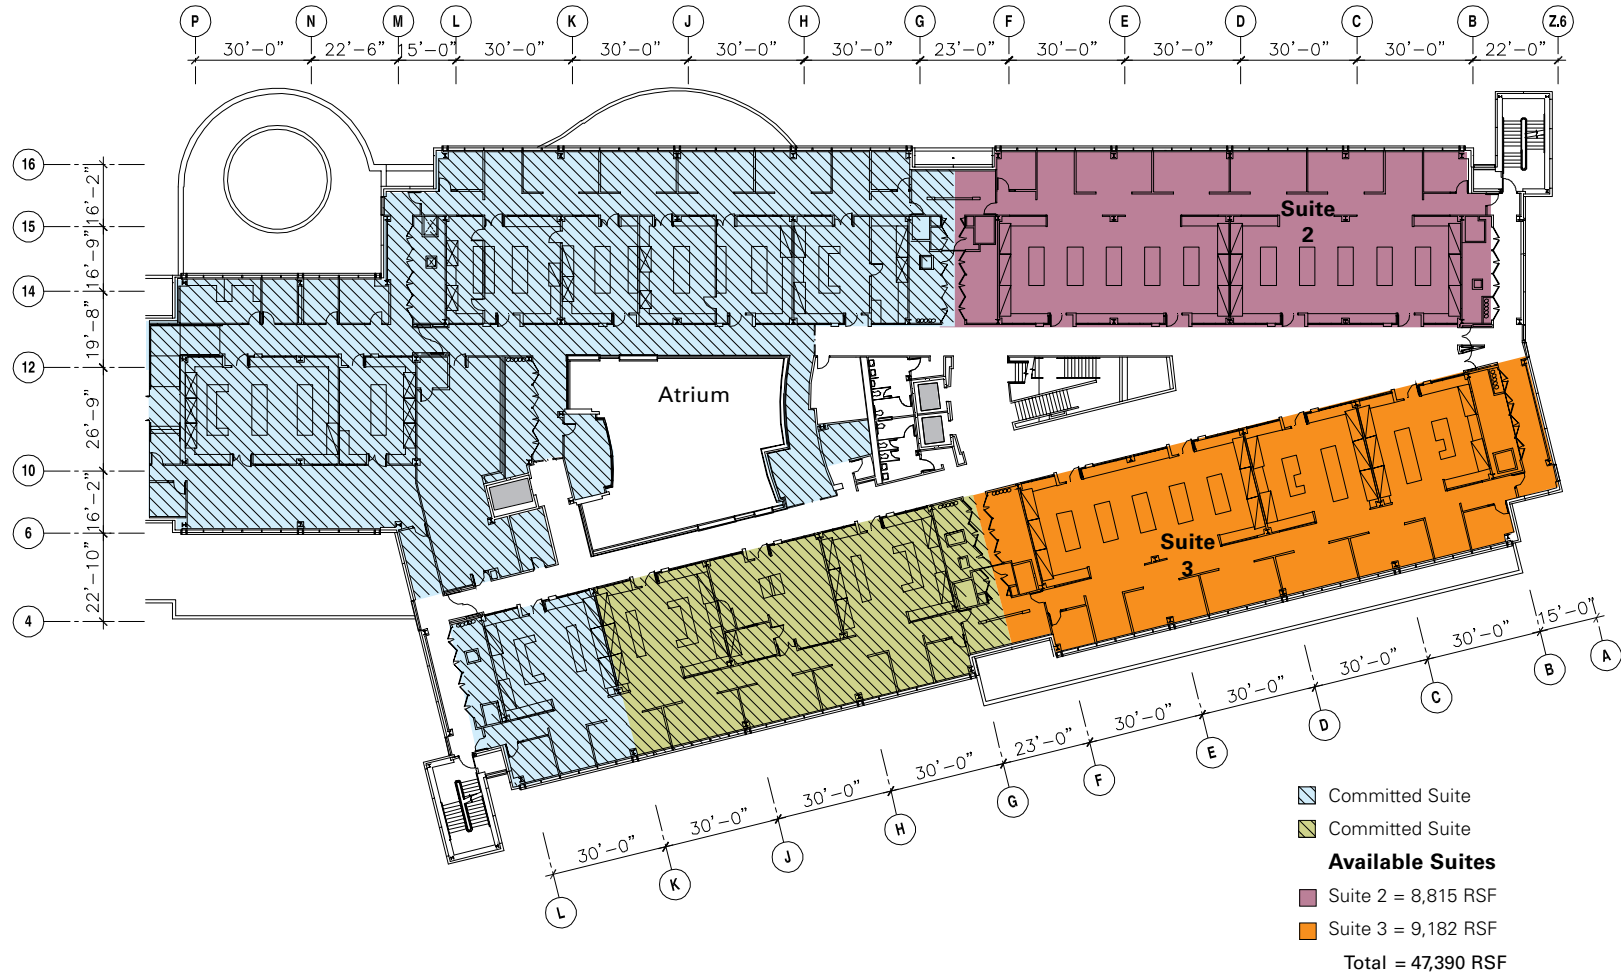 P N M L K J H G F E D C B Z.6
30'-0" 22'-6" 15'-0" 30'-0" 30'-0" 30'-0" 30'-0" 23'-0" 30'-0" 30'-0" 30'-0" 30'-0" 22'-0"
16
16'-2"
15
16'-9"
14
19'-8"
12
26'-9"
10
16'-2"
6
22'-10"
4
Suite
2
Atrium
Suite
3
15'-0"
30'-0"
30'-0"
30'-0"
30'-0"
23'-0"
30'-0"
30'-0"
30'-0"
30'-0"
A
B
C
D
E
F
G
H
J
K
L
Committed Suite
Committed Suite
Available Suites
Suite 2 = 8,815 RSF
Suite 3 = 9,182 RSF
Total = 47,390 RSF